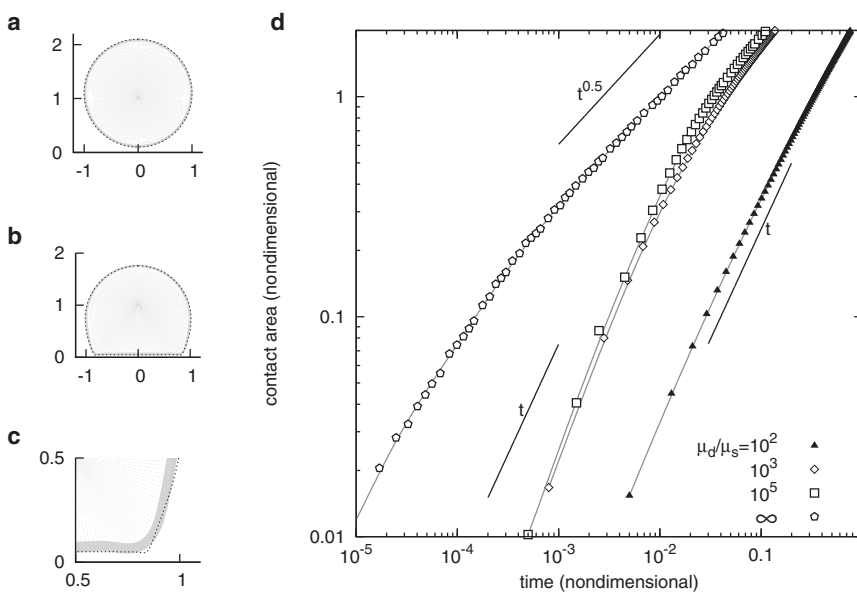 a
2
1
0
-1 0 1
b
2
1
0
-1 0 1
c
0.5
0
0.5 1
d
contact area (nondimensional)
1
0.1
0.01
t^0.5
t
t
μd/μs=10^2
10^3
10^5
∞
10^-5 10^-4 10^-3 10^-2 0.1
time (nondimensional)